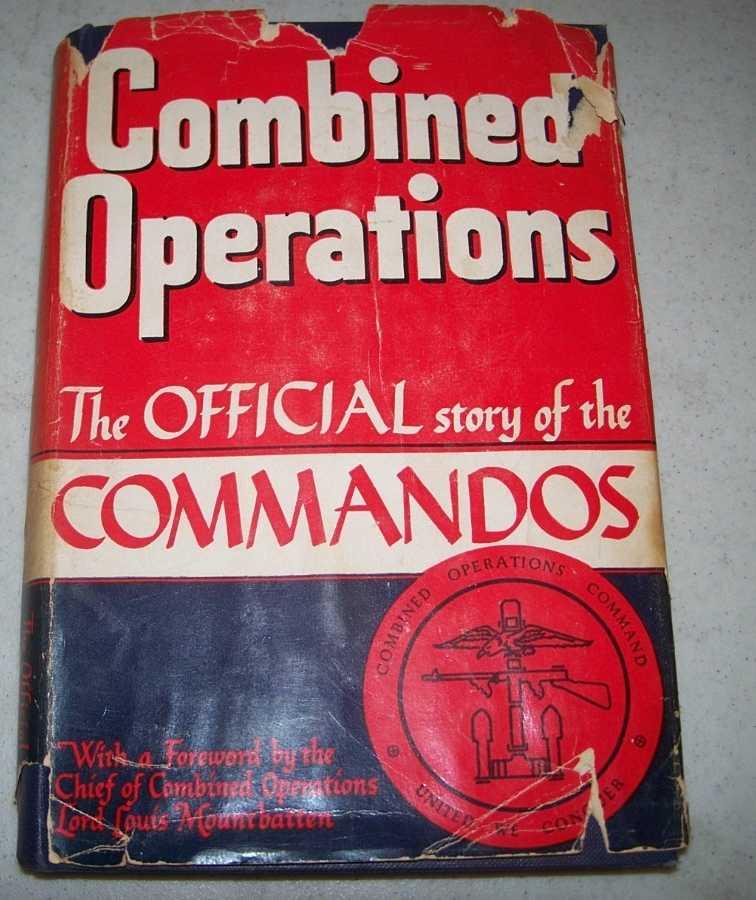 Combined
Operations
The OFFICIAL story of the
COMMANDOS
COMBINED OPERATIONS COMMAND
UNITED WE CONQUER
With a Foreword by the
Chief of Combined Operations
Lord Louis Mountbatten